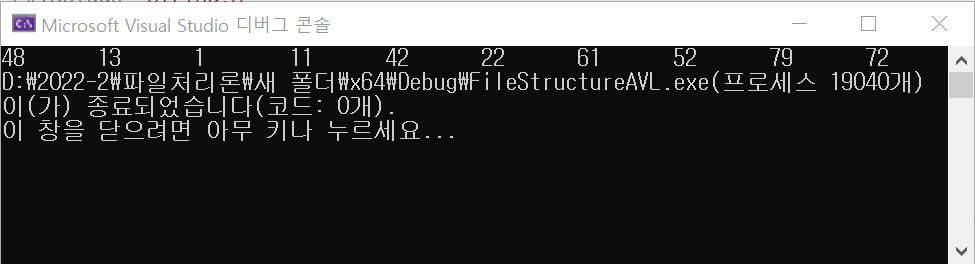 Microsoft Visual Studio 디버그 콘솔
48 13 1 11 42 22 61 52 79 72
D:\2022-2\파일처리론\새 폴더\x64\Debug\FileStructureAVL.exe(프로세스 19040개)
이(가) 종료되었습니다(코드: 0개).
이 창을 닫으려면 아무 키나 누르세요...